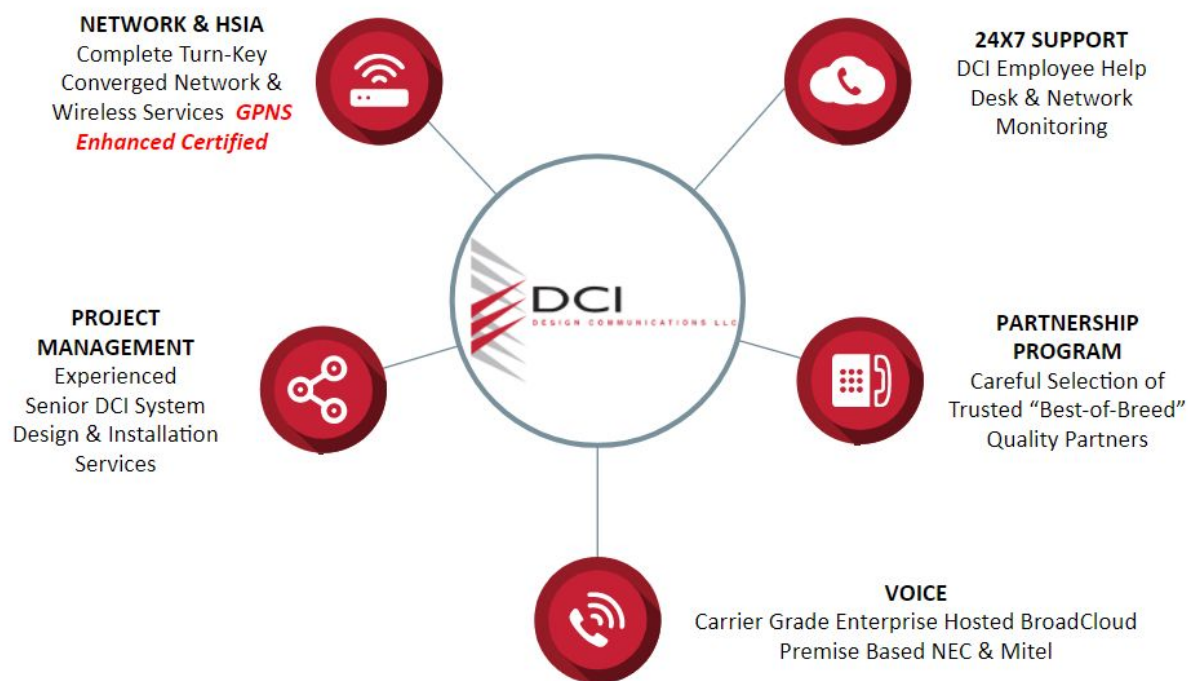 NETWORK & HSIA
Complete Turn-Key
Converged Network &
Wireless Services GPNS
Enhanced Certified
24X7 SUPPORT
DCI Employee Help
Desk & Network
Monitoring
DCI
DESIGN COMMUNICATIONS LLC
PROJECT
MANAGEMENT
Experienced
Senior DCI System
Design & Installation
Services
PARTNERSHIP
PROGRAM
Careful Selection of
Trusted “Best-of-Breed”
Quality Partners
VOICE
Carrier Grade Enterprise Hosted BroadCloud
Premise Based NEC & Mitel